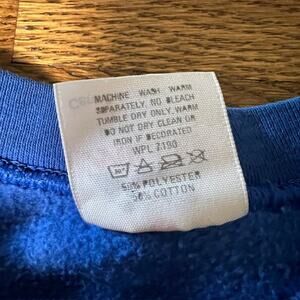 MACHINE WASH WARM
SEPARATELY, NO BLEACH
TUMBLE DRY ONLY, WARM
DO NOT DRY CLEAN OR
IRON IF DECORATED
WPL 7190
50% POLYESTER
50% COTTON